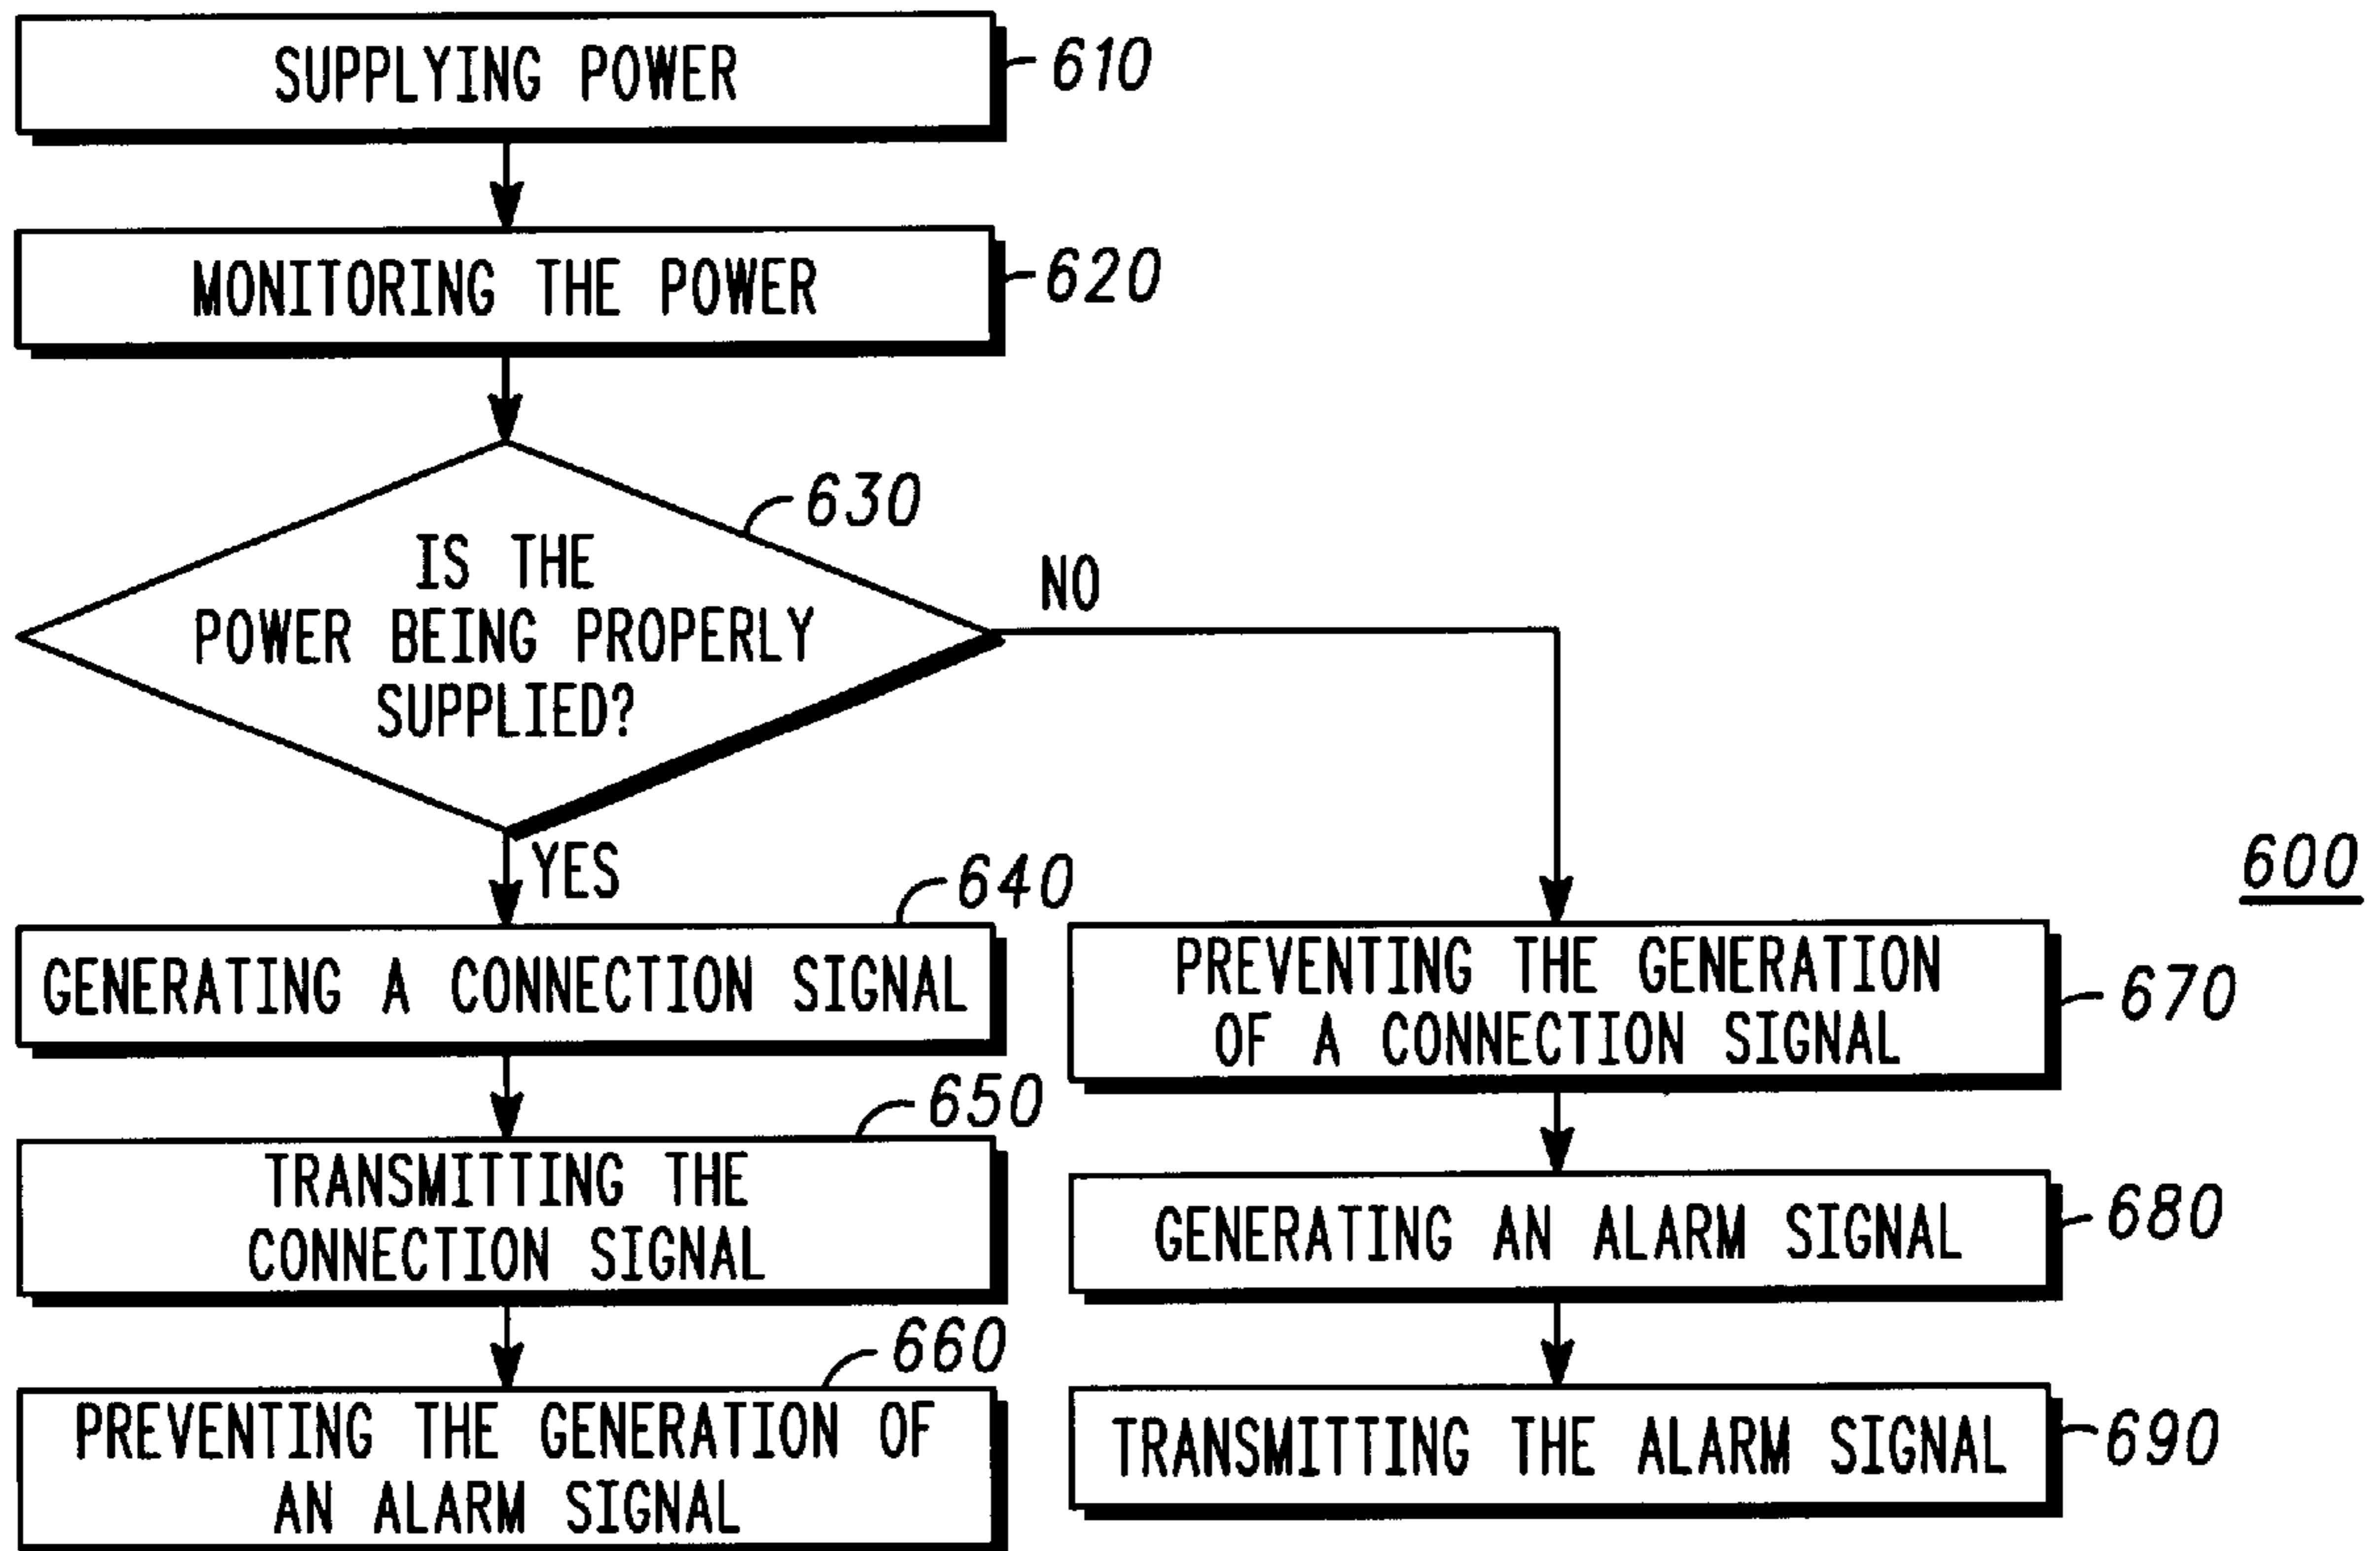 SUPPLYING POWER
610
MONITORING THE POWER
620
630
IS THE
POWER BEING PROPERLY
SUPPLIED?
NO
YES
640
GENERATING A CONNECTION SIGNAL
650
TRANSMITTING THE
CONNECTION SIGNAL
660
PREVENTING THE GENERATION OF
AN ALARM SIGNAL
600
PREVENTING THE GENERATION
OF A CONNECTION SIGNAL
670
GENERATING AN ALARM SIGNAL
680
TRANSMITTING THE ALARM SIGNAL
690